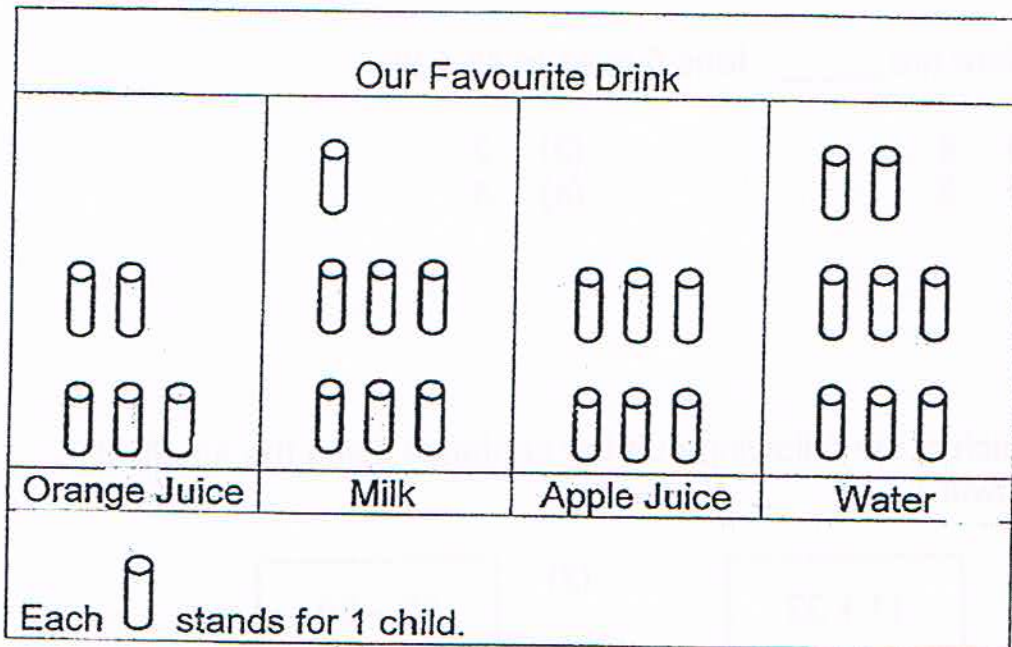 Our Favourite Drink
Orange Juice Milk Apple Juice Water
Each stands for 1 child.